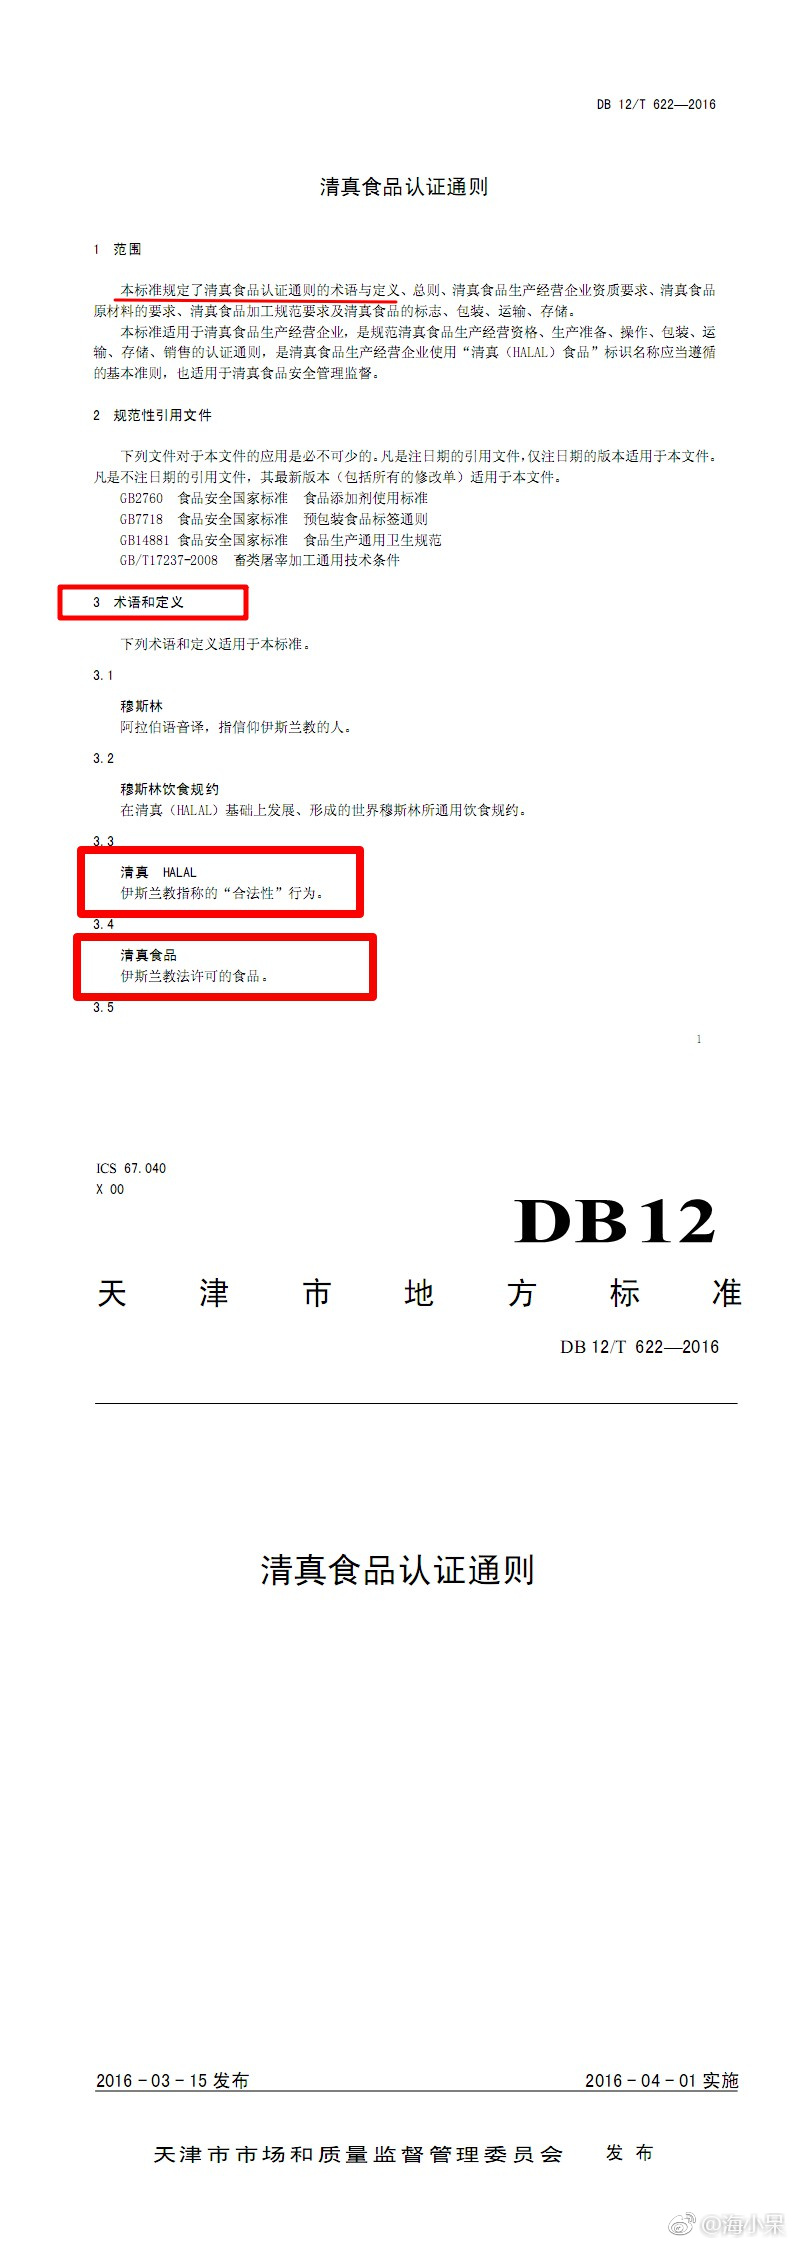 DB 12/T 622—2016
清真食品认证通则
1 范围
本标准规定了清真食品认证通则的术语与定义、总则、清真食品生产经营企业资质要求、清真食品
原材料的要求、清真食品加工规范要求及清真食品的标志、包装、运输、存储。
本标准适用于清真食品生产经营企业，是规范清真食品生产经营资格、生产准备、操作、包装、运
输、存储、销售的认证通则，是清真食品生产经营企业使用“清真（HALAL）食品”标识名称应当遵循
的基本准则，也适用于清真食品安全管理监督。
2 规范性引用文件
下列文件对于本文件的应用是必不可少的。凡是注日期的引用文件，仅注日期的版本适用于本文件。
凡是不注日期的引用文件，其最新版本（包括所有的修改单）适用于本文件。
GB2760 食品安全国家标准 食品添加剂使用标准
GB7718 食品安全国家标准 预包装食品标签通则
GB14881 食品安全国家标准 食品生产通用卫生规范
GB/T17237-2008 畜类屠宰加工通用技术条件
3 术语和定义
下列术语和定义适用于本标准。
3.1
穆斯林
阿拉伯语音译，指信仰伊斯兰教的人。
3.2
穆斯林饮食规约
在清真（HALAL）基础上发展、形成的世界穆斯林所通用饮食规约。
3.3
清真 HALAL
伊斯兰教指称的“合法性”行为。
3.4
清真食品
伊斯兰教法许可的食品。
3.5
1
ICS 67.040
X 00
DB12
天津市地方标准
DB 12/T 622—2016
清真食品认证通则
2016-03-15发布
2016-04-01实施
天津市市场和质量监督管理委员会 发布
@海小呆